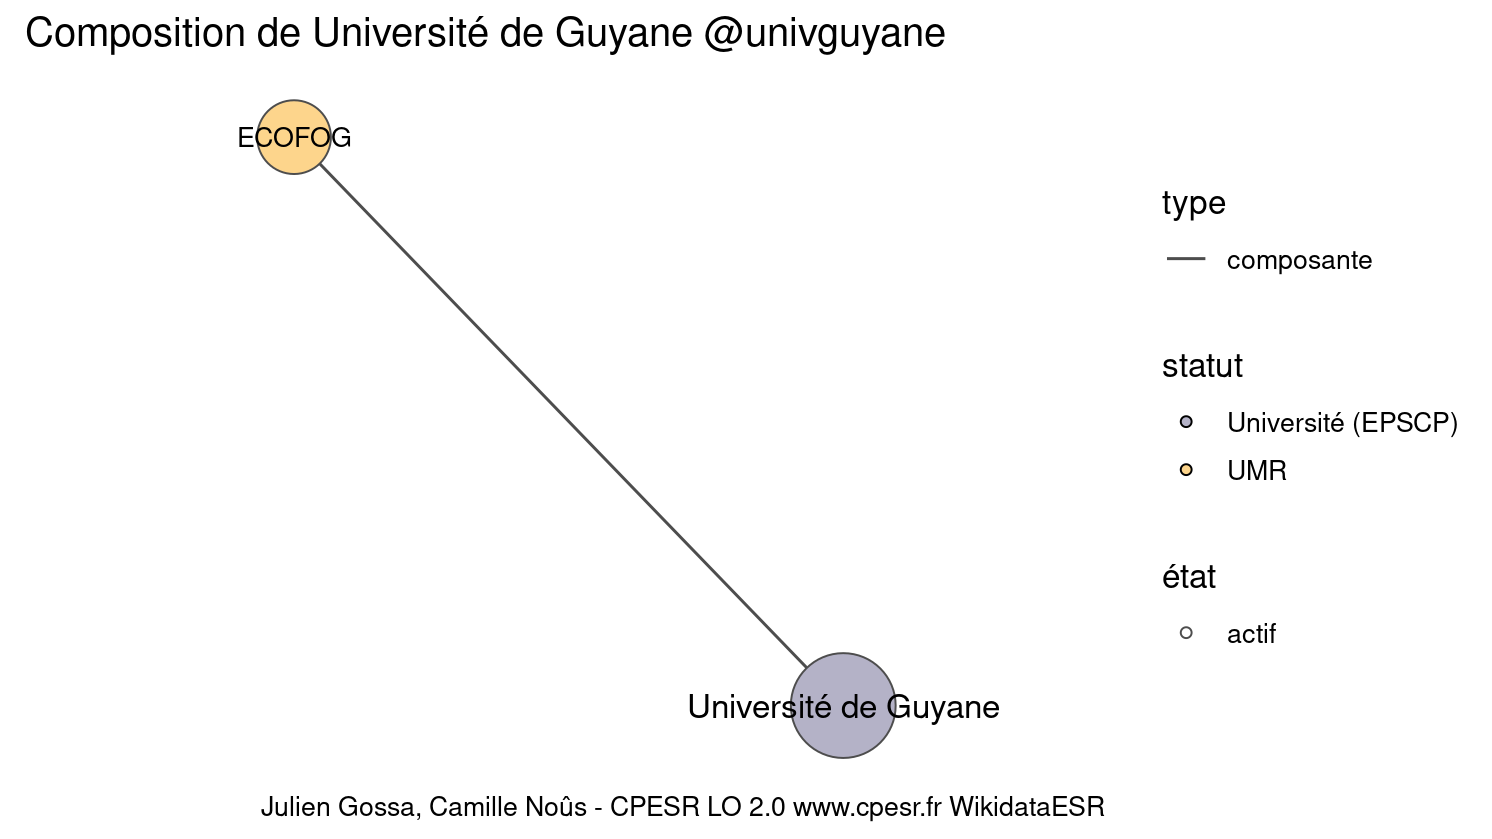 Composition de Université de Guyane @univguyane
ECOFOG
type
composante
statut
Université (EPSCP)
UMR
état
actif
Université de Guyane
Julien Gossa, Camille Noûs - CPESR LO 2.0 www.cpesr.fr WikidataESR